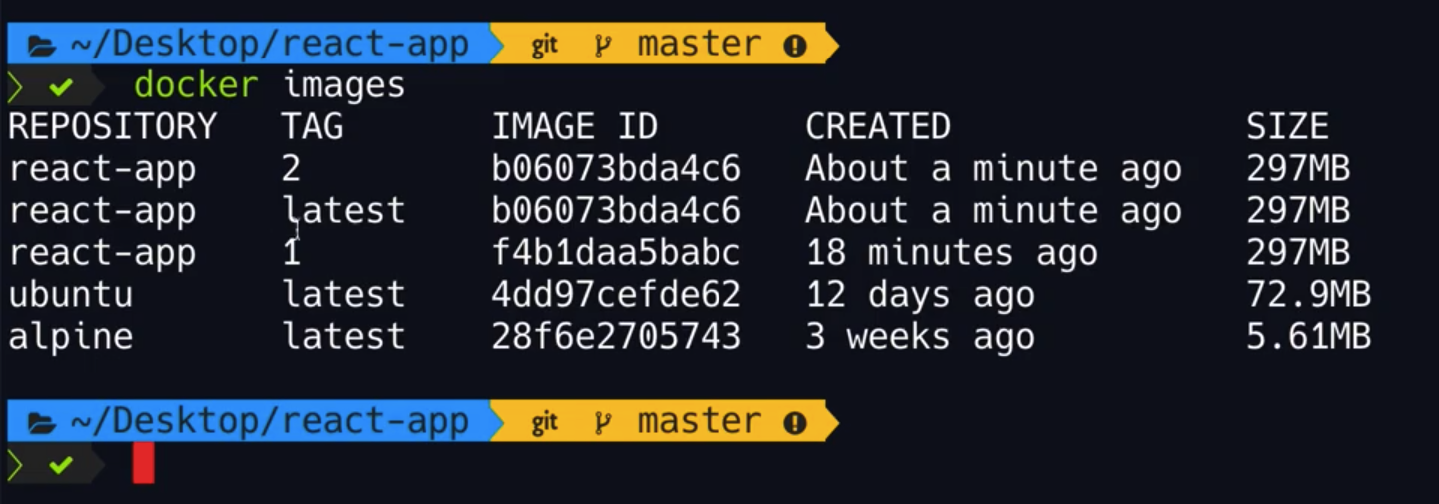 ~/Desktop/react-app git master
docker images
REPOSITORY TAG IMAGE ID CREATED SIZE
react-app 2 b06073bda4c6 About a minute ago 297MB
react-app latest b06073bda4c6 About a minute ago 297MB
react-app 1 f4b1daa5babc 18 minutes ago 297MB
ubuntu latest 4dd97cefde62 12 days ago 72.9MB
alpine latest 28f6e2705743 3 weeks ago 5.61MB
~/Desktop/react-app git master